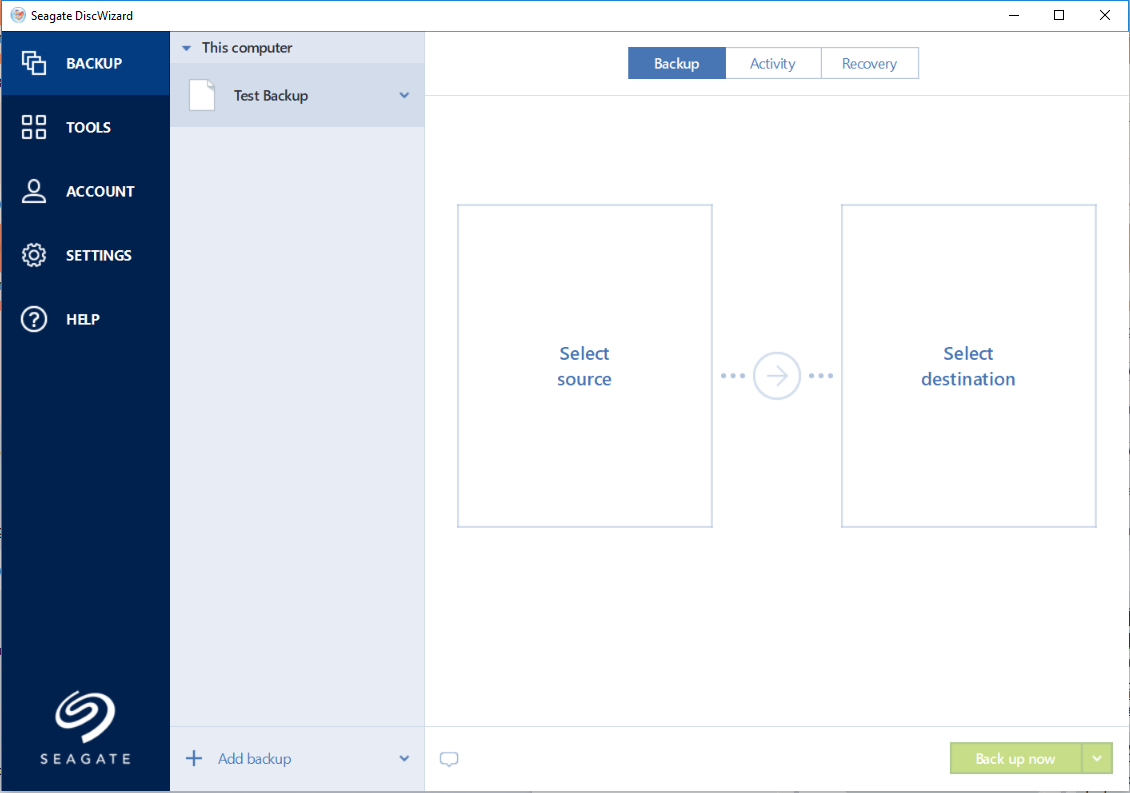 Seagate DiscWizard
BACKUP
TOOLS
ACCOUNT
SETTINGS
? HELP
SEAGATE
This computer
Test Backup
Add backup
Backup
Activity
Recovery
Select
source
Select
destination
Back up now